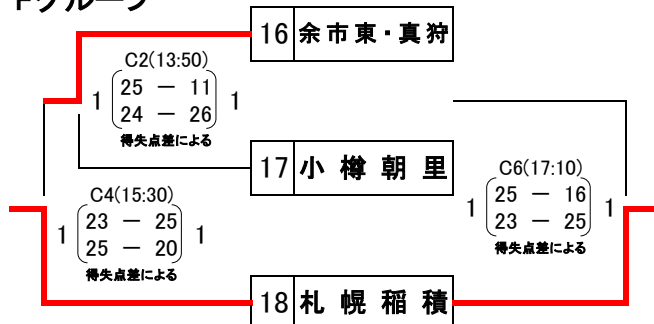 Fグループ
16 余市東・真狩
C2(13:50)
1 25 － 11 1
24 － 26
得失点差による
17 小樽朝里
C4(15:30)
1 23 － 25 1
25 － 20
得失点差による
C6(17:10)
1 25 － 16 1
23 － 25
得失点差による
18 札幌稲積